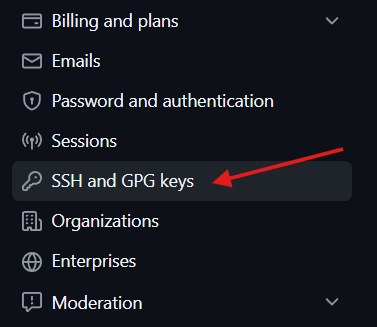 Billing and plans
Emails
Password and authentication
Sessions
SSH and GPG keys
Organizations
Enterprises
Moderation